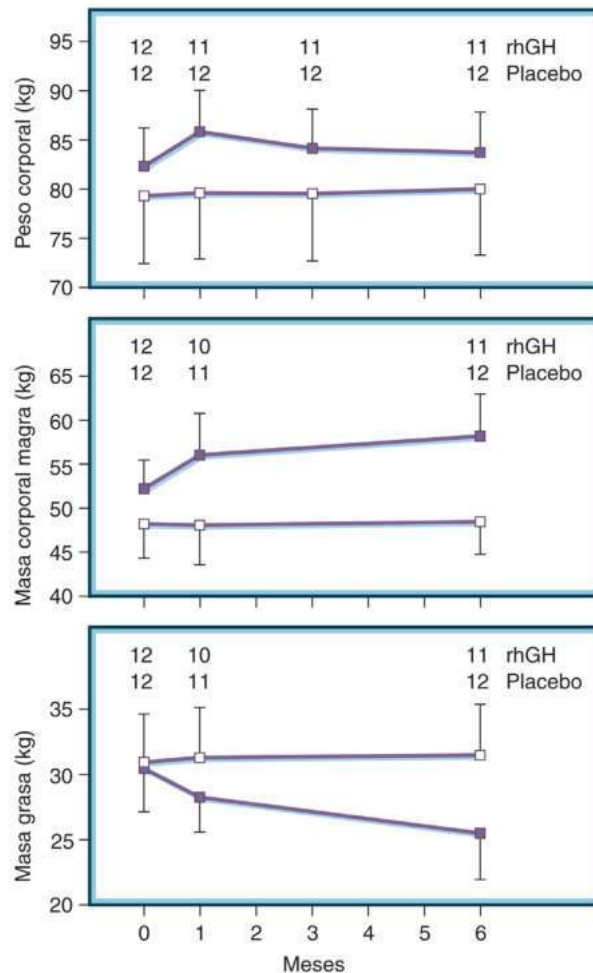 12 11 11 11 rhGH
12 12 12 12 Placebo
95
90
85
80
75
70
Peso corporal (kg)
12 10 11 rhGH
12 11 12 Placebo
65
60
55
50
45
40
Masa corporal magra (kg)
12 10 11 rhGH
12 11 12 Placebo
35
30
25
20
Masa grasa (kg)
0 1 2 3 4 5 6
Meses